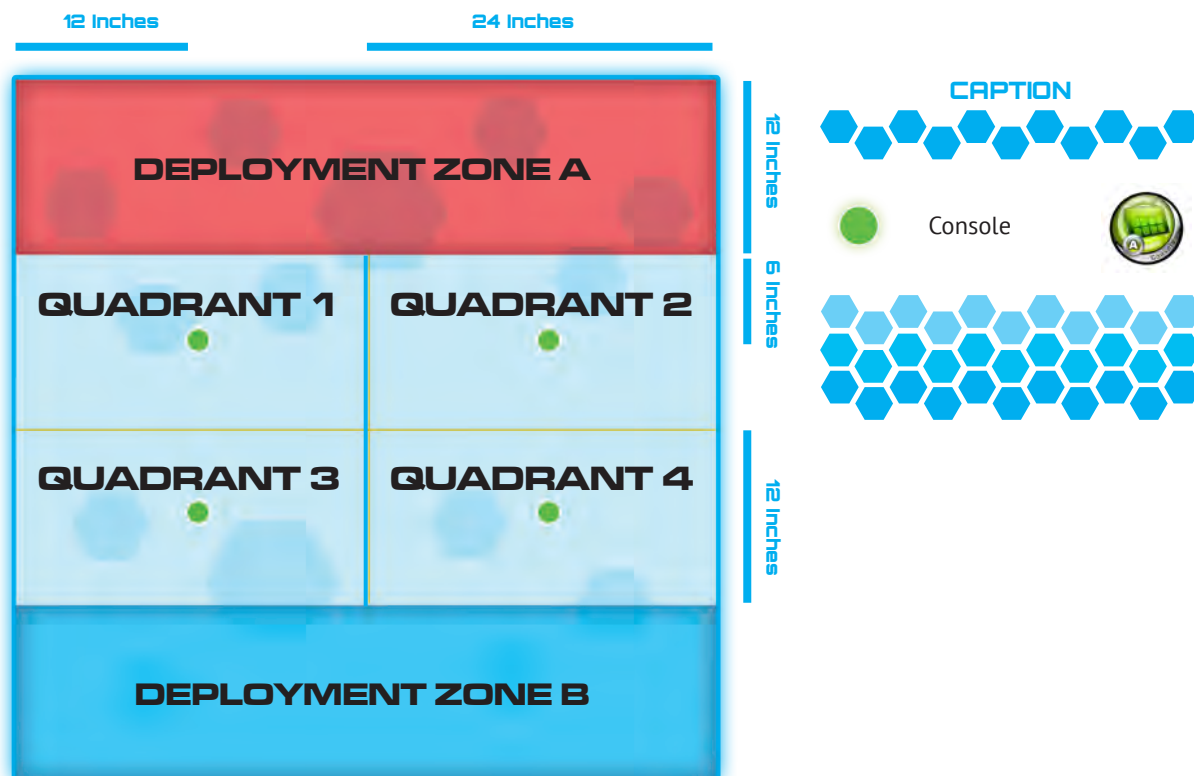 12 Inches
24 Inches
DEPLOYMENT ZONE A
12 Inches
QUADRANT 1
QUADRANT 2
6 Inches
QUADRANT 3
QUADRANT 4
12 Inches
DEPLOYMENT ZONE B
CAPTION
Console
A